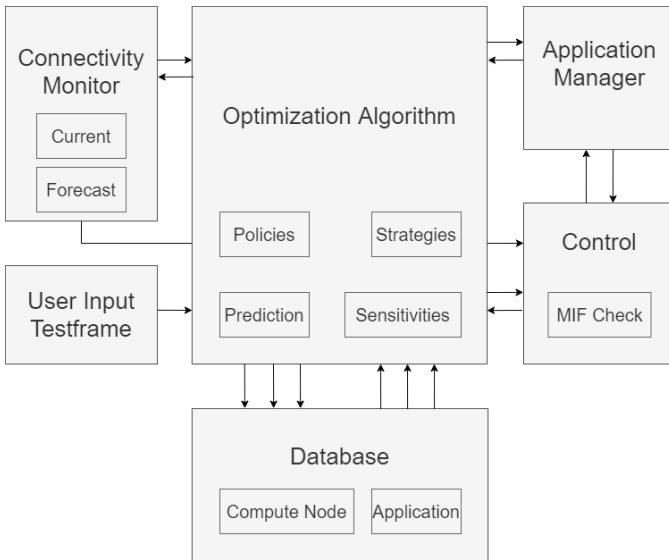 Connectivity
Monitor
Current
Forecast
User Input
Testframe
Optimization Algorithm
Policies
Strategies
Prediction
Sensitivities
Application
Manager
Control
MIF Check
Database
Compute Node
Application